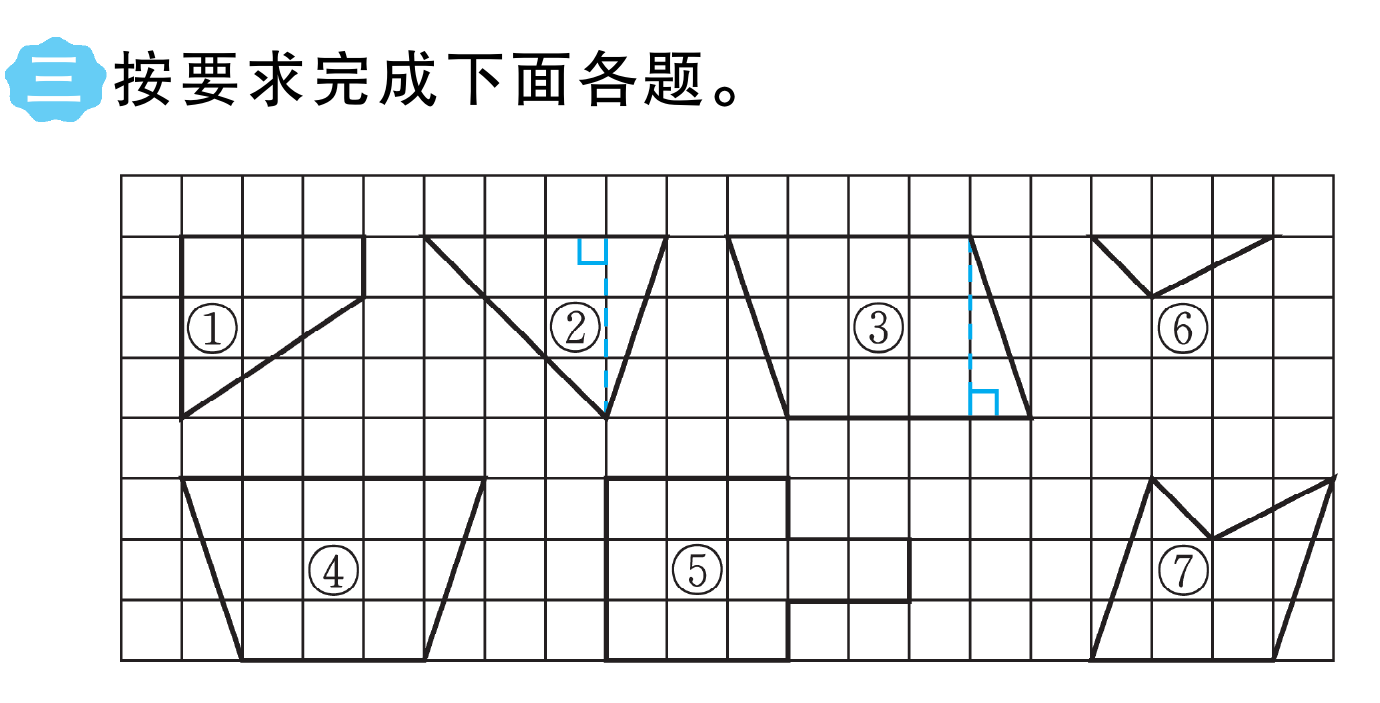 三 按要求完成下面各题。
① ② ③ ⑥
④ ⑤ ⑦